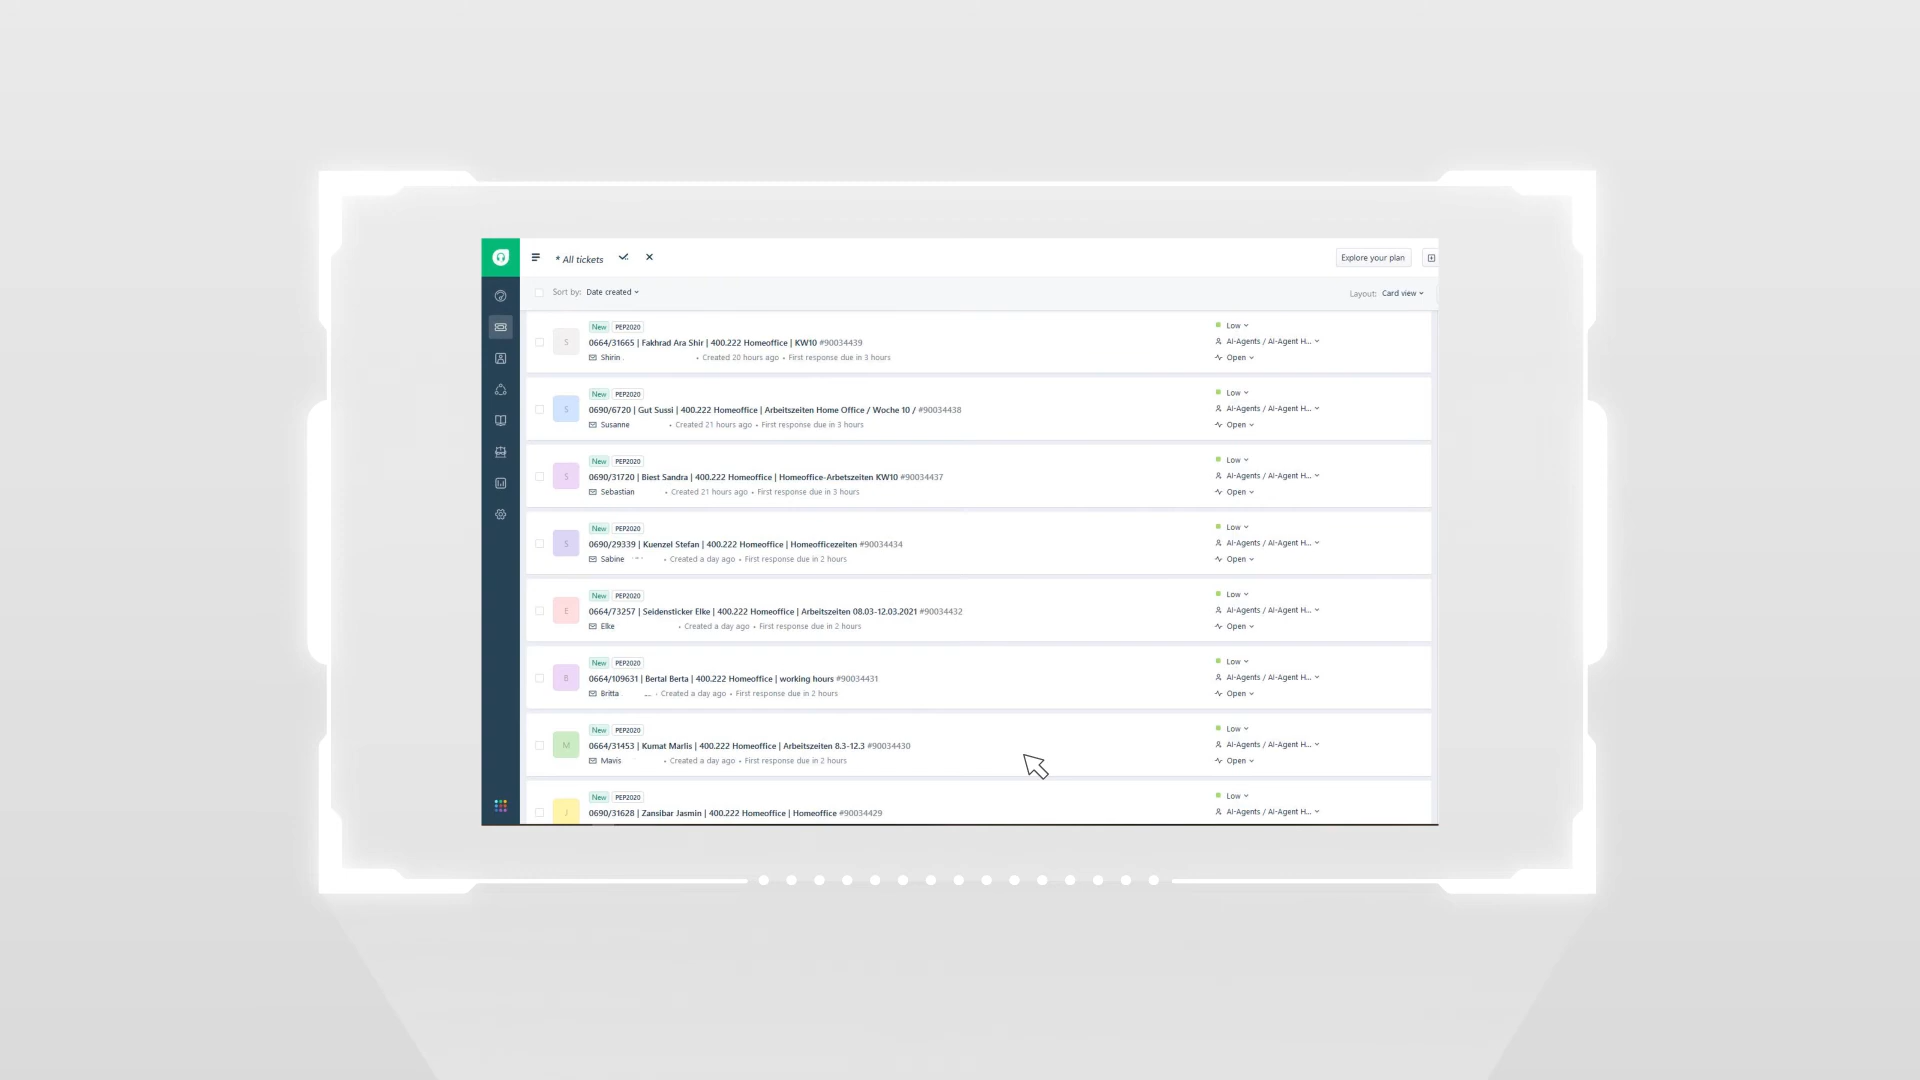 * All tickets
Explore your plan
Sort by: Date created
Layout: Card view
New PEP2020
Low
S
0664/31665 | Fakhrad Ara Shir | 400.222 Homeoffice | KW10 #90034439
AI-Agents / AI-Agent H...
Shirin • Created 20 hours ago • First response due in 3 hours
Open
New PEP2020
Low
S
0690/6720 | Gut Sussi | 400.222 Homeoffice | Arbeitszeiten Home Office / Woche 10 / #90034438
AI-Agents / AI-Agent H...
Susanne • Created 21 hours ago • First response due in 3 hours
Open
New PEP2020
Low
S
0690/31720 | Biest Sandra | 400.222 Homeoffice | Homeoffice-Arbetszeiten KW10 #90034437
AI-Agents / AI-Agent H...
Sebastian • Created 21 hours ago • First response due in 3 hours
Open
New PEP2020
Low
S
0690/29339 | Kuenzel Stefan | 400.222 Homeoffice | Homeofficezeiten #90034434
AI-Agents / AI-Agent H...
Sabine • Created a day ago • First response due in 2 hours
Open
New PEP2020
Low
E
0664/73257 | Seidensticker Elke | 400.222 Homeoffice | Arbeitszeiten 08.03-12.03.2021 #90034432
AI-Agents / AI-Agent H...
Elke • Created a day ago • First response due in 2 hours
Open
New PEP2020
Low
B
0664/109631 | Bertal Berta | 400.222 Homeoffice | working hours #90034431
AI-Agents / AI-Agent H...
Britta • Created a day ago • First response due in 2 hours
Open
New PEP2020
Low
M
0664/31453 | Kumat Marlis | 400.222 Homeoffice | Arbeitszeiten 8.3-12.3 #90034430
AI-Agents / AI-Agent H...
Mavis • Created a day ago • First response due in 2 hours
Open
New PEP2020
Low
J
0690/31628 | Zansibar Jasmin | 400.222 Homeoffice | Homeoffice #90034429
AI-Agents / AI-Agent H...